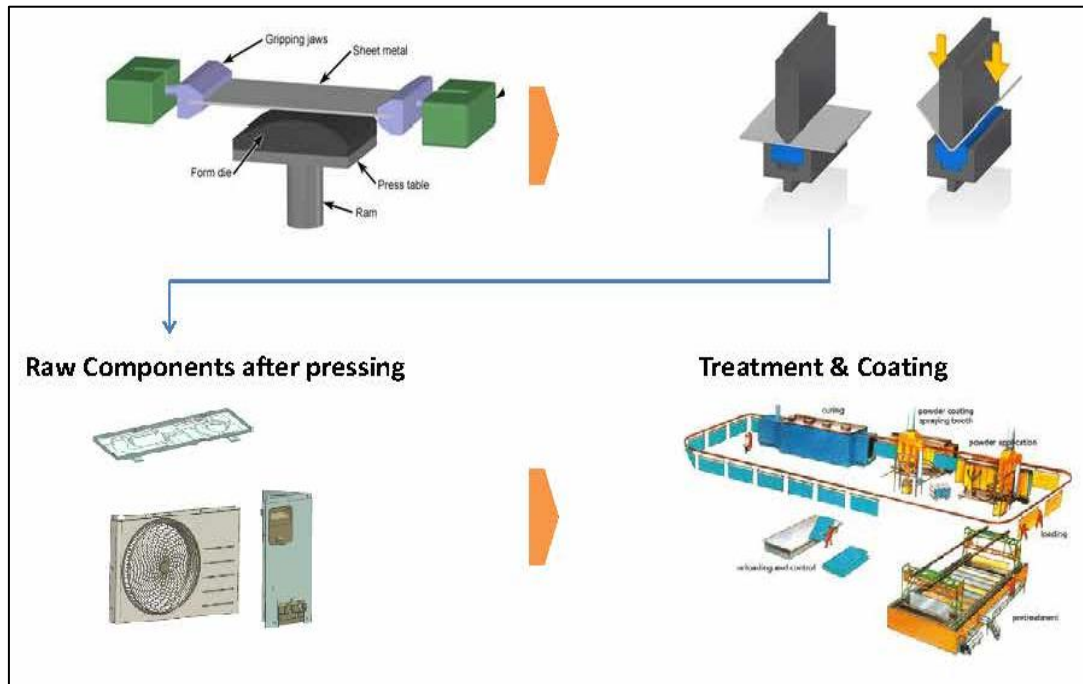 Gripping jaws
Sheet metal
Form die
Press table
Ram
Raw Components after pressing
Treatment & Coating
curing
powder coating
spraying booth
powder application
loading
unloading and control
pretreatment